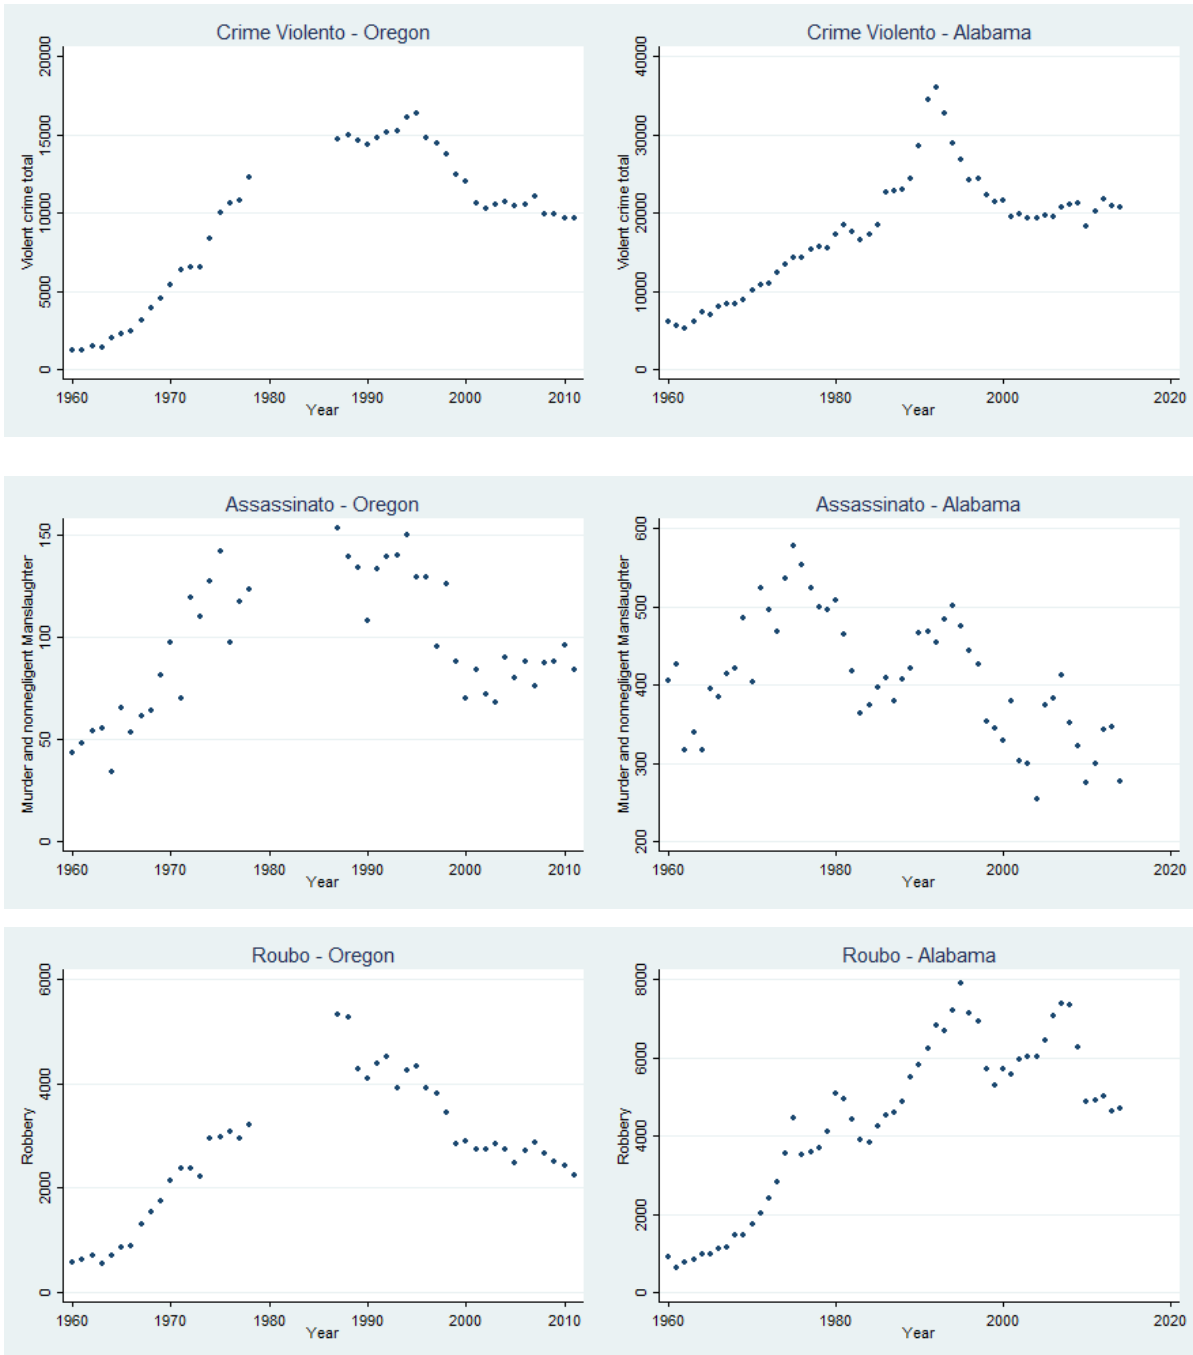 Crime Violento - Oregon
Violent crime total
20000
15000
10000
5000
0
1960 1970 1980 1990 2000 2010
Year
Crime Violento - Alabama
Violent crime total
40000
30000
20000
10000
0
1960 1980 2000 2020
Year
Assassinato - Oregon
Murder and nonnegligent Manslaughter
150
100
50
0
1960 1970 1980 1990 2000 2010
Year
Assassinato - Alabama
Murder and nonnegligent Manslaughter
600
500
400
300
200
1960 1980 2000 2020
Year
Roubo - Oregon
Robbery
6000
4000
2000
0
1960 1970 1980 1990 2000 2010
Year
Roubo - Alabama
Robbery
8000
6000
4000
2000
0
1960 1980 2000 2020
Year